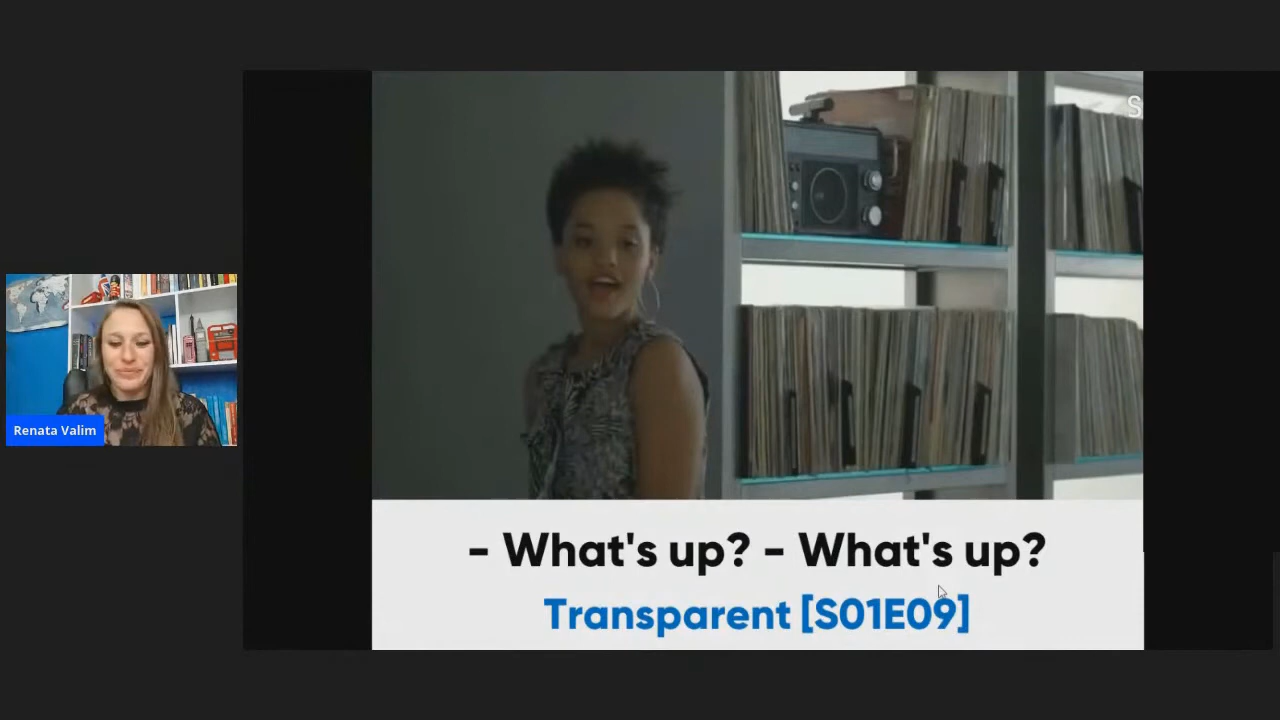 S
Renata Valim
- What's up? - What's up?
Transparent [S01E09]